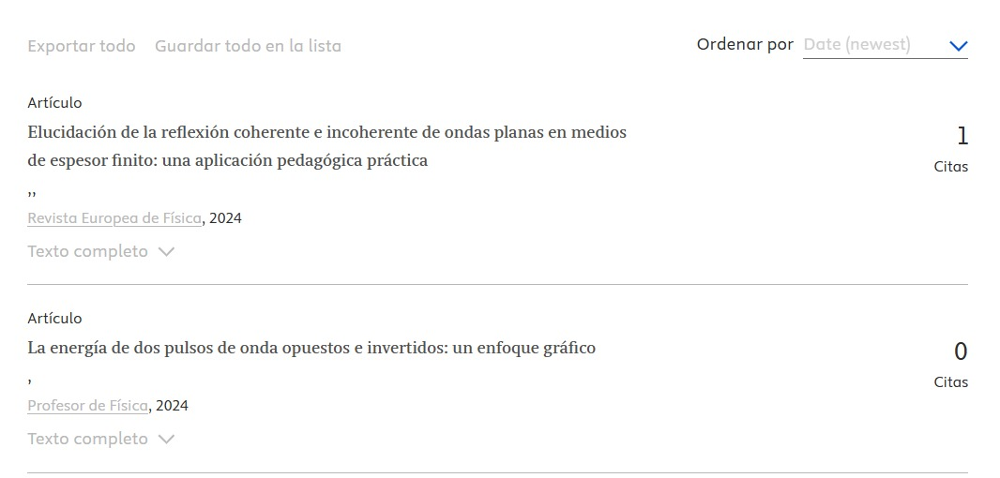 Exportar todo Guardar todo en la lista Ordenar por Date (newest)
Artículo
Elucidación de la reflexión coherente e incoherente de ondas planas en medios 1
de espesor finito: una aplicación pedagógica práctica Citas
,,
Revista Europea de Física, 2024
Texto completo
Artículo
La energía de dos pulsos de onda opuestos e invertidos: un enfoque gráfico 0
, Citas
Profesor de Física, 2024
Texto completo